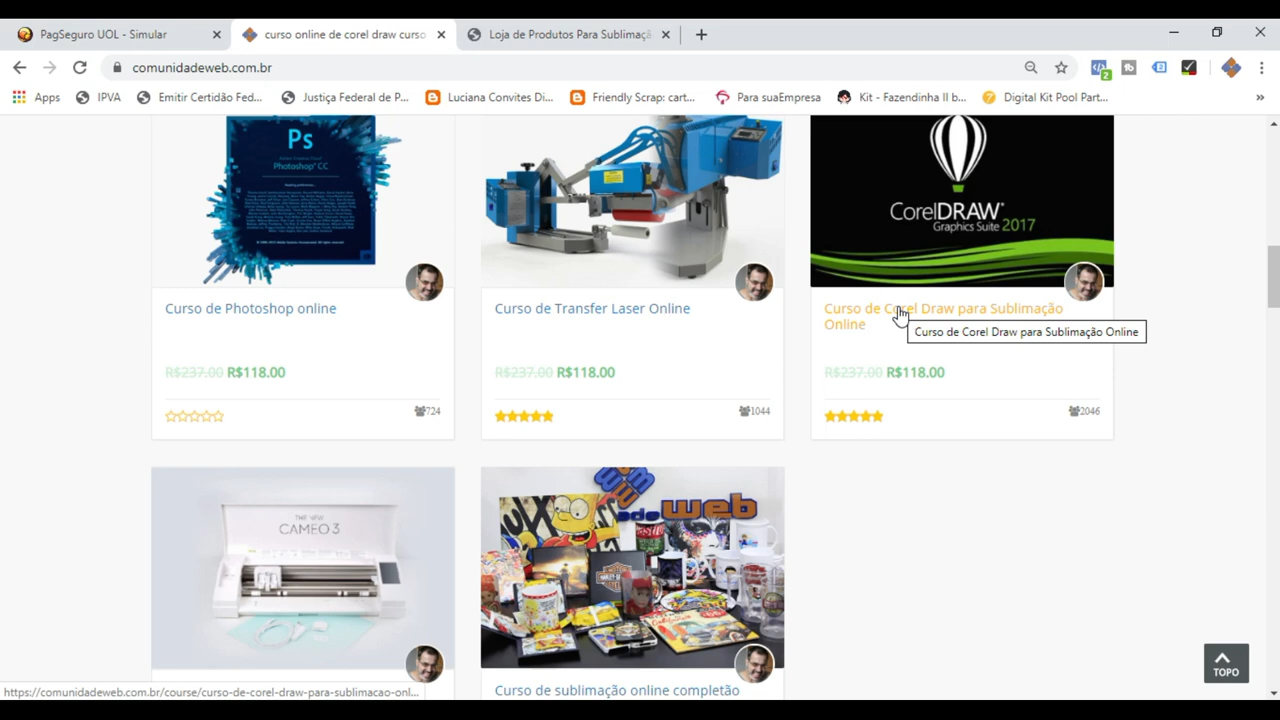 PagSeguro UOL - Simular
curso online de corel draw curso
Loja de Produtos Para Sublimaçã
comunidadeweb.com.br
2
Apps
IPVA
Emitir Certidão Fed...
Justiça Federal de P...
Luciana Convites Di...
Friendly Scrap: cart...
Para suaEmpresa
Kit - Fazendinha II b...
Digital Kit Pool Part...
»
Ps
Photoshop CC
CorelDRAW
Graphics Suite 2017
Curso de Photoshop online
R$237.00 R$118.00
724
Curso de Transfer Laser Online
R$237.00 R$118.00
1044
Curso de Corel Draw para Sublimação
Online
Curso de Corel Draw para Sublimação Online
R$237.00 R$118.00
2046
THE NEW
CAMEO 3
web
Curso de sublimação online completão
TOPO
https://comunidadeweb.com.br/course/curso-de-corel-draw-para-sublimacao-onl...